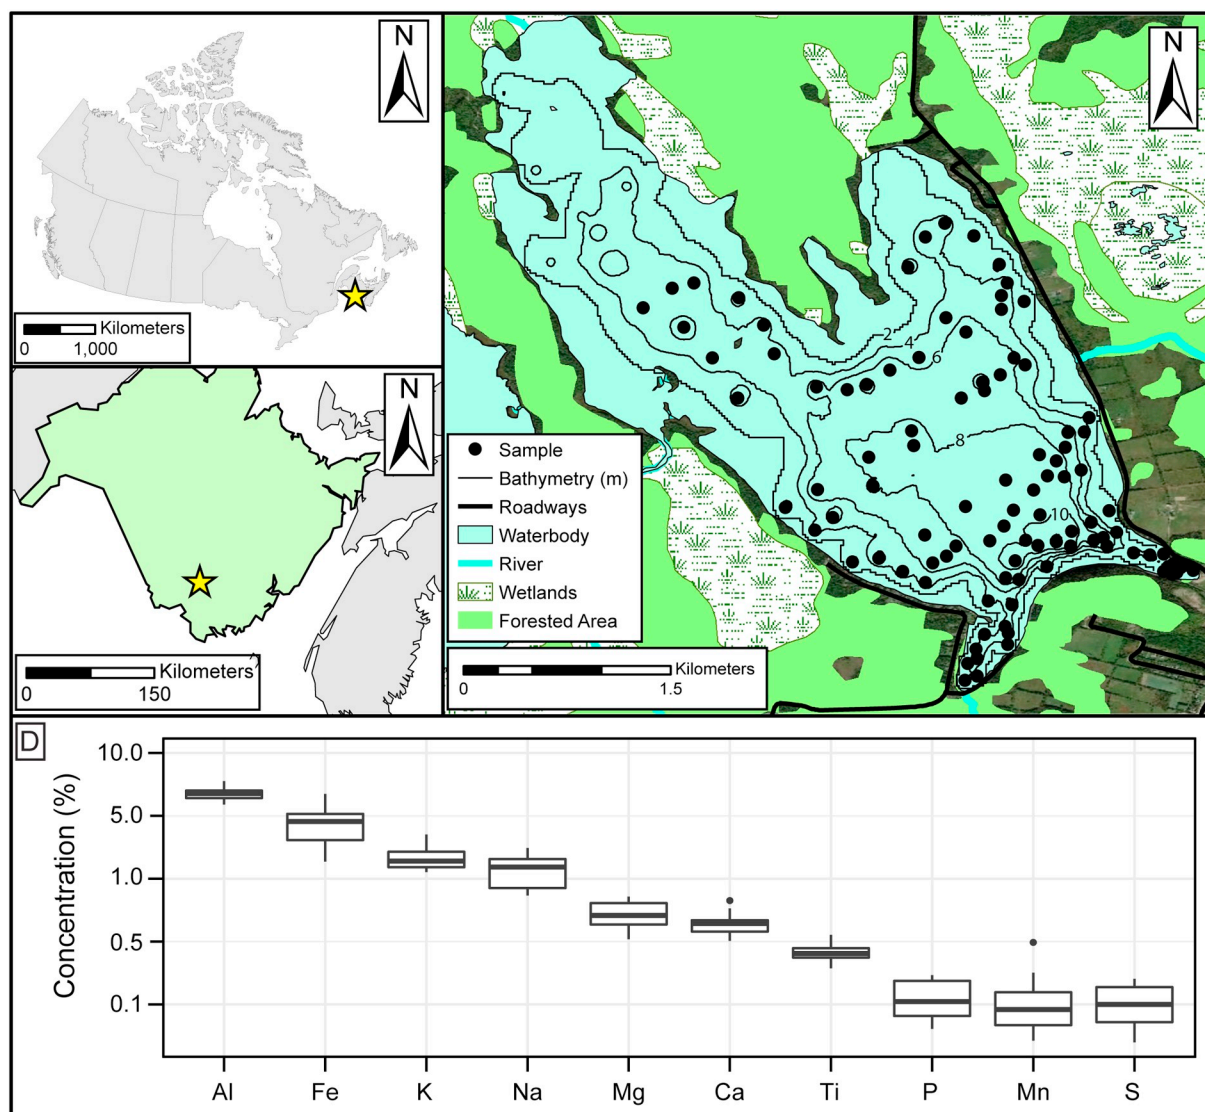 N
Kilometers
0 1,000
N
Kilometers
0 150
N
2
4
6
8
10
Sample
Bathymetry (m)
Roadways
Waterbody
River
Wetlands
Forested Area
Kilometers
0 1.5
D
Concentration (%)
10.0
5.0
1.0
0.5
0.1
Al Fe K Na Mg Ca Ti P Mn S